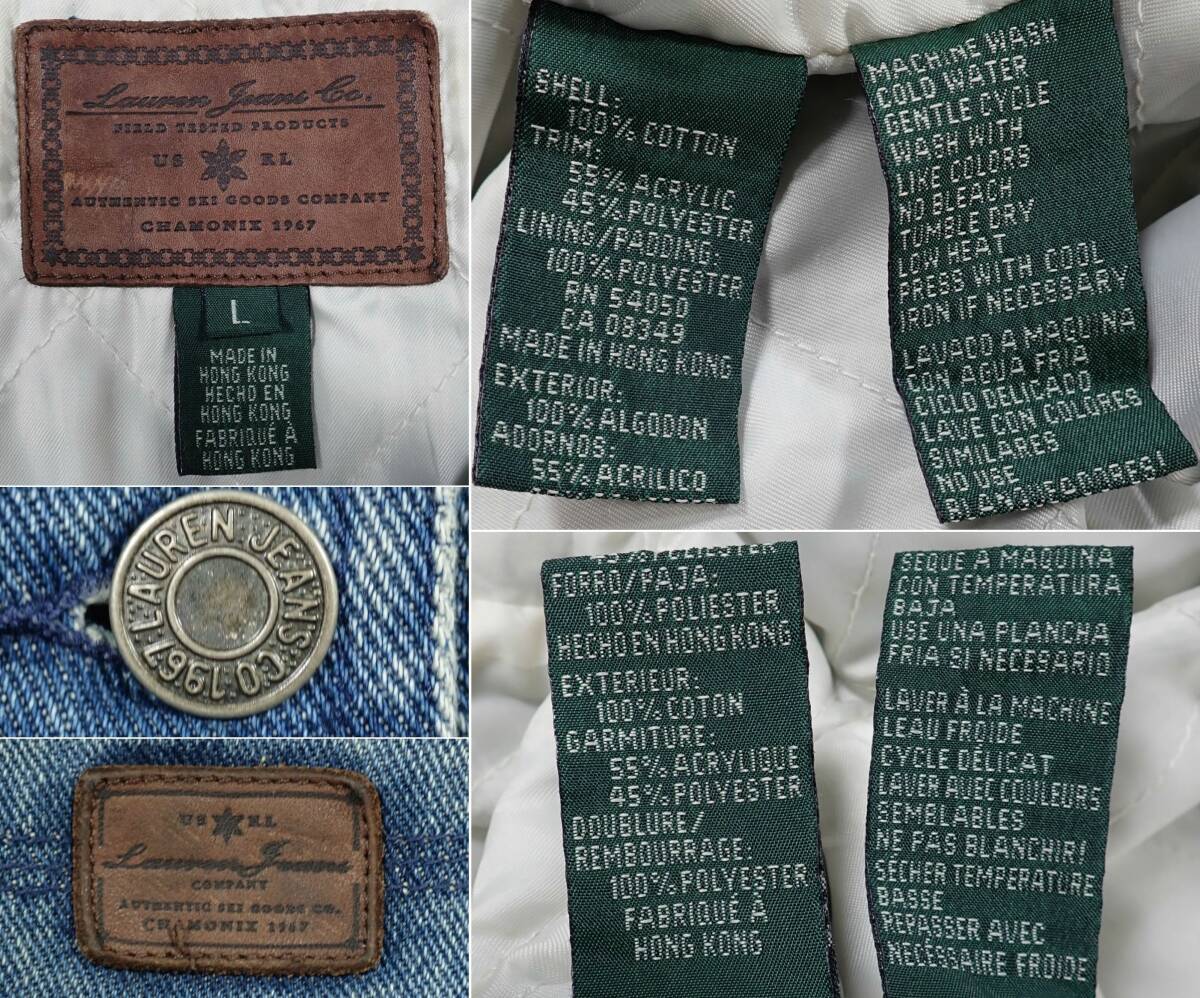 Lauren Jeans Co.
FIELD TESTED PRODUCTS
US RL
AUTHENTIC SKI GOODS COMPANY
CHAMONIX 1967
L
MADE IN
HONG KONG
HECHO EN
HONG KONG
FABRIQUÉ À
HONG KONG
SHELL:
100% COTTON
TRIM:
55% ACRYLIC
45% POLYESTER
LINING/PADDING:
100% POLYESTER
RN 54050
CA 09349
MADE IN HONG KONG
EXTERIOR:
100% ALGODON
ADORNOS:
55% ACRILICO
MACHINE WASH
COLD WATER
GENTLE CYCLE
WASH WITH
LIKE COLORS
NO BLEACH
TUMBLE DRY
LOW HEAT
PRESS WITH COOL
IRON IF NECESSARY
LAVADO A MAQUINA
CON AGUA FRIA
CICLO DELICADO
LAVE CON COLORES
SIMILARES
NO USE
LAUREN JEANS CO 1967
US RL
Lauren Jeans
COMPANY
AUTHENTIC SKI GOODS CO.
CHAMONIX 1967
FORRO/PAJA:
100% POLIESTER
HECHO EN HONG KONG
EXTERIEUR:
100% COTON
GARMITURE
55% ACRYLIQUE
45% POLYESTER
DOUBLURE/
REMBOURRAGE:
100% POLYESTER
FABRIQUÉ À
HONG KONG
SEQUE A MAQUINA
CON TEMPERATURA
BAJA
USE UNA PLANCHA
FRIA SI NECESARIO
LAVER À LA MACHINE
LEAU FROIDE
CYCLE DÉLICAT
LAVER AVEC COULEURS
SEMBLABLES
NE PAS BLANCHIR!
SÉCHER TEMPÉRATURE
BASSE
REPASSER AVEC
NÉCESSAIRE FROIDE